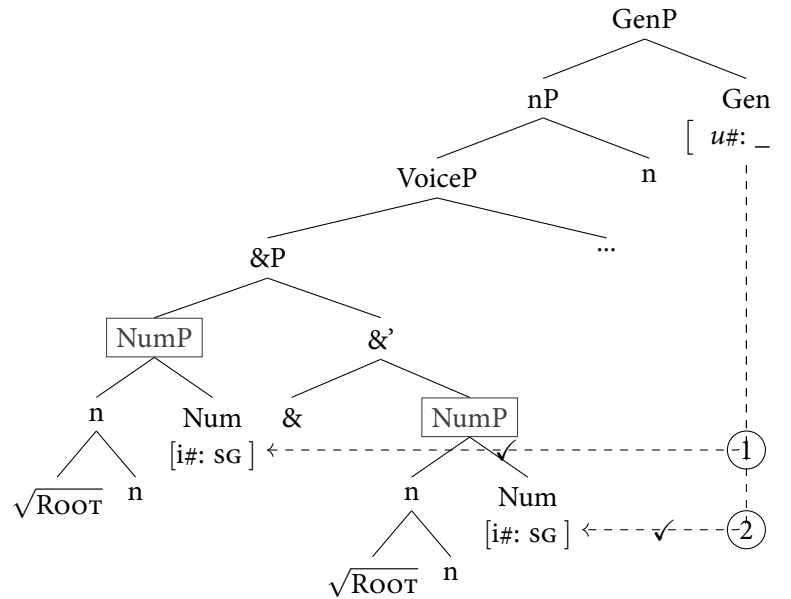 GenP
nP Gen
[ u#: _
VoiceP n
&P ...
NumP &’
n Num & NumP
[i#: SG] ✓ 1
√ROOT n n Num
[i#: SG] ✓ 2
√ROOT n